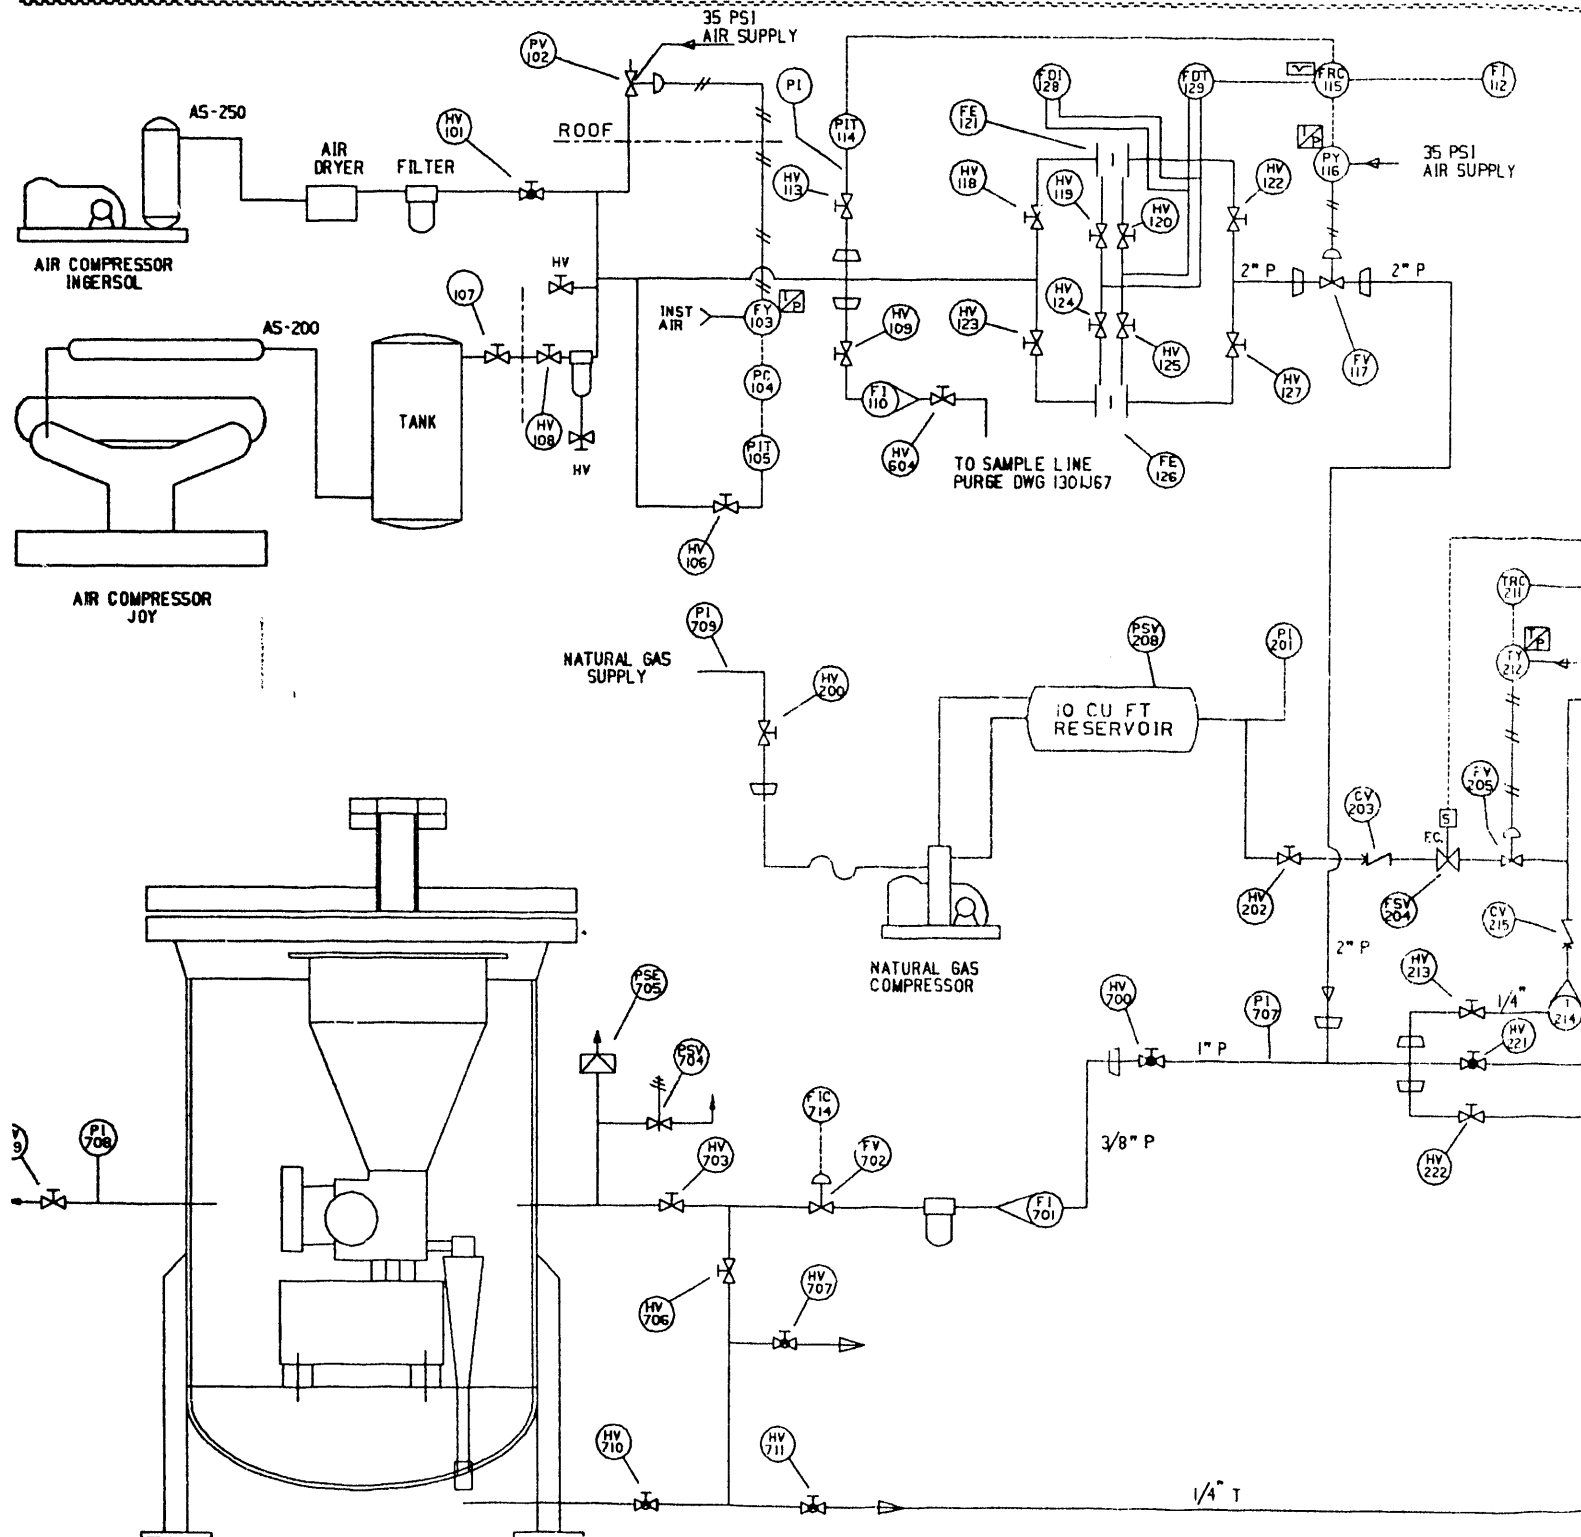 35 PSI
AIR SUPPLY
PV
102
PI
AS-250
HV
101
ROOF
AIR
DRYER
FILTER
PIT
114
FE
121
FDI
128
FDT
129
FRC
115
FI
112
I
P
PY
116
35 PSI
AIR SUPPLY
HV
113
HV
118
HV
119
HV
120
HV
122
AIR COMPRESSOR
INGERSOL
HV
107
2" P
2" P
INST
AIR
FY
103
I
P
HV
109
HV
123
HV
124
HV
125
HV
127
FV
117
AS-200
TANK
HV
108
HV
PC
104
PIT
105
FI
110
HV
604
TO SAMPLE LINE
PURGE DWG 1301J67
FE
126
HV
106
AIR COMPRESSOR
JOY
PI
709
NATURAL GAS
SUPPLY
HV
200
PSV
208
10 CU FT
RESERVOIR
PI
201
TRC
211
I
P
TY
212
FV
205
CV
203
S
F.C.
HV
202
FSV
204
CV
215
2" P
HV
213
1/4"
T
214
NATURAL GAS
COMPRESSOR
PSE
705
PSV
704
HV
700
PI
707
1" P
HV
221
FIC
714
3/8" P
HV
222
V
9
PI
708
HV
703
FV
702
FI
701
HV
706
HV
707
HV
710
HV
711
1/4" T